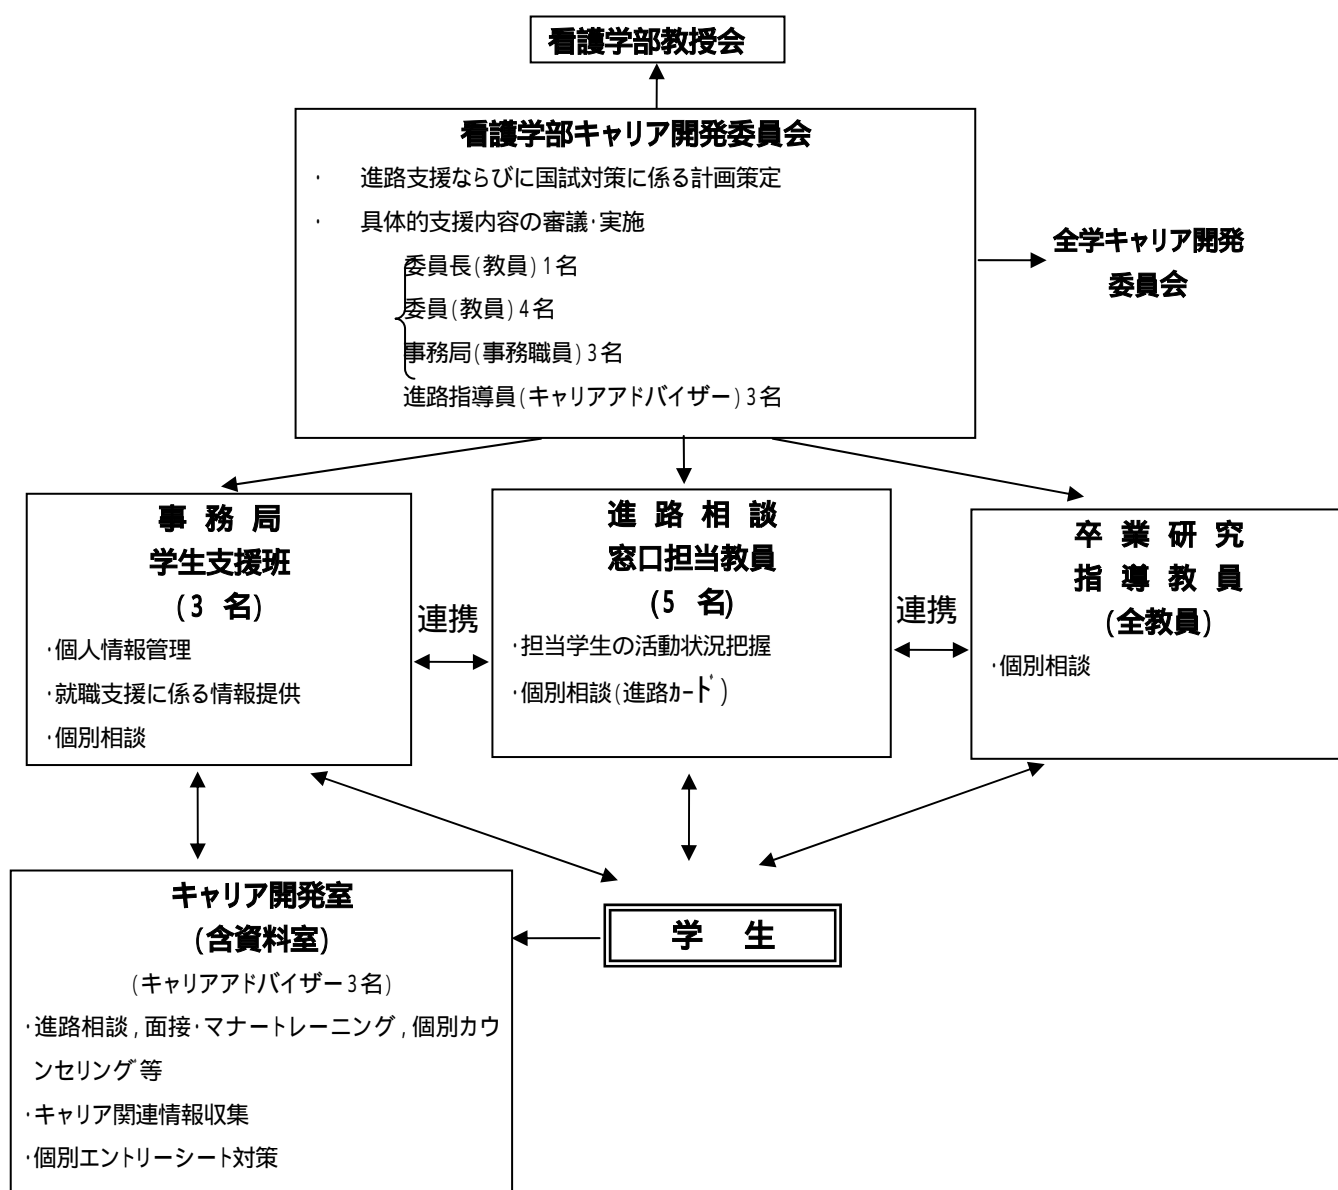 看護学部教授会
看護学部キャリア開発委員会
・ 進路支援ならびに国試対策に係る計画策定
・ 具体的支援内容の審議・実施
委員長(教員)1名
委員(教員)4名
事務局(事務職員)3名
進路指導員(キャリアアドバイザー)3名
全学キャリア開発
委員会
事 務 局
学生支援班
(3 名)
・個人情報管理
・就職支援に係る情報提供
・個別相談
連携
進 路 相 談
窓口担当教員
(5 名)
・担当学生の活動状況把握
・個別相談(進路ｶｰド)
連携
卒 業 研 究
指 導 教 員
(全教員)
・個別相談
キャリア開発室
(含資料室)
(キャリアアドバイザー3名)
・進路相談,面接・マナートレーニング,個別カウ
ンセリング等
・キャリア関連情報収集
・個別エントリーシート対策
学 生